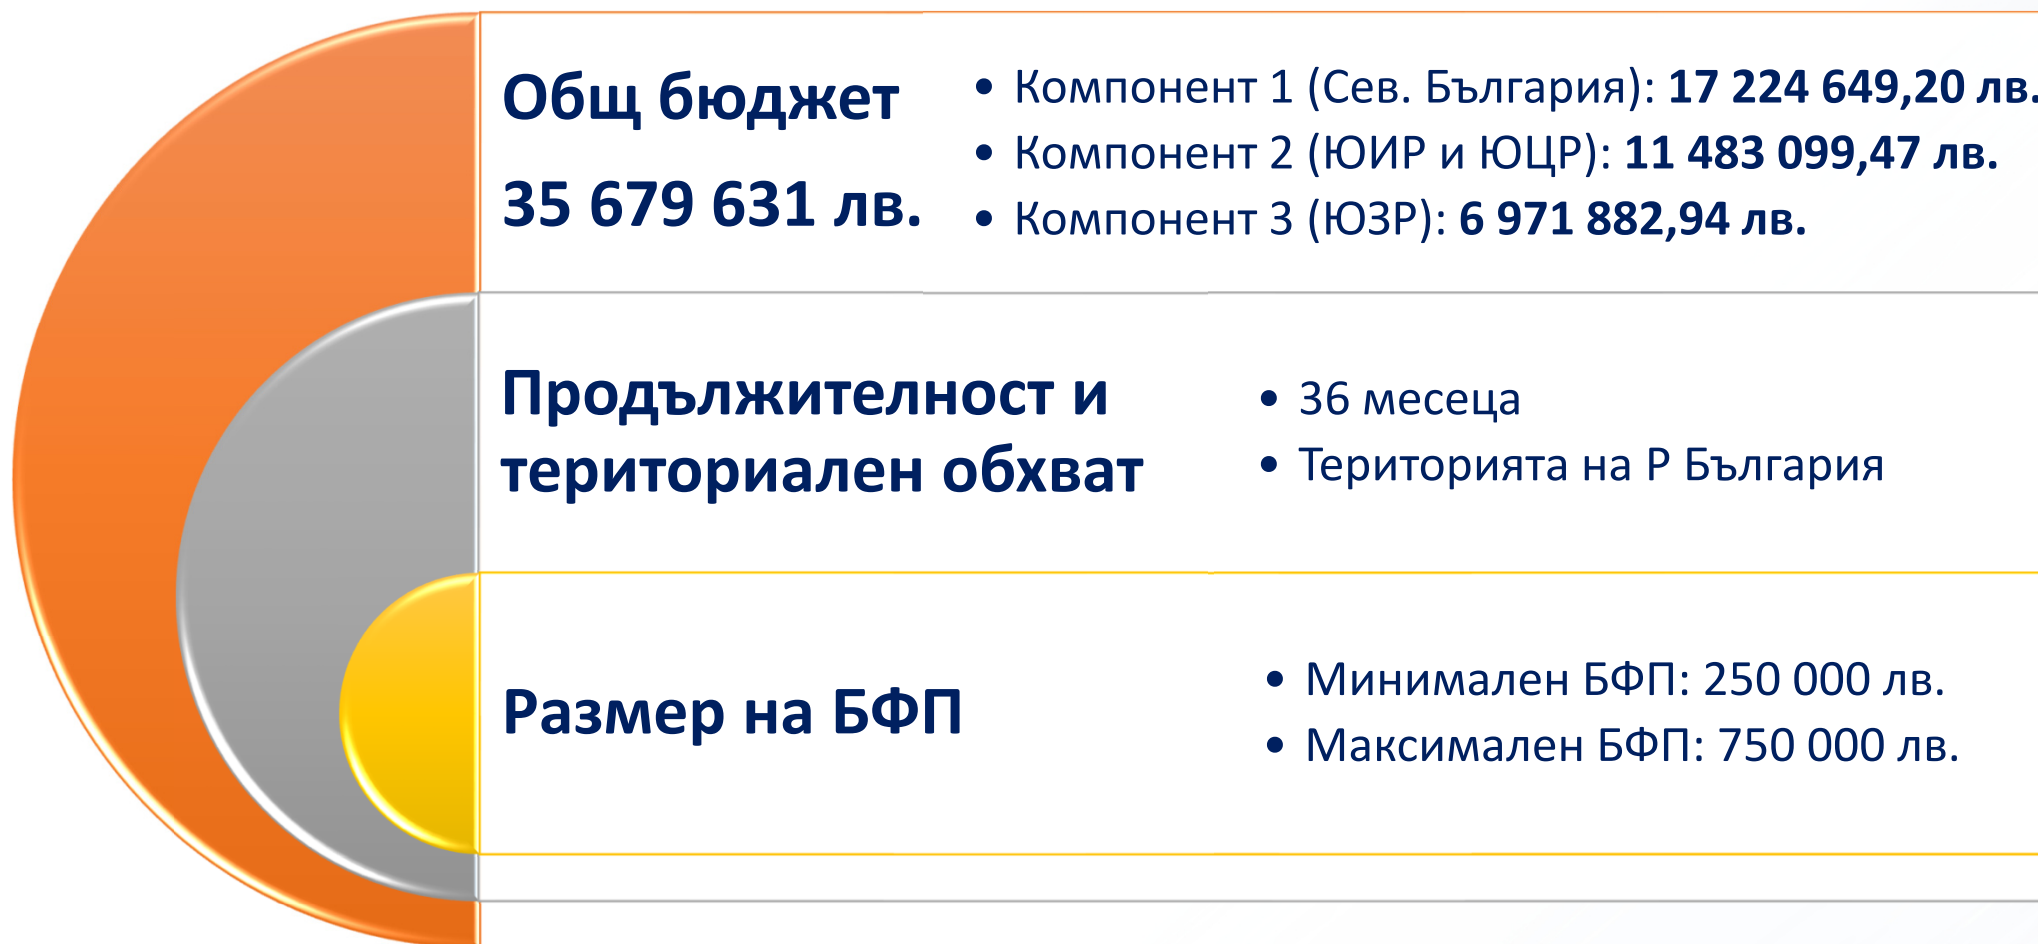 Общ бюджет
35 679 631 лв.
• Компонент 1 (Сев. България): 17 224 649,20 лв.
• Компонент 2 (ЮИР и ЮЦР): 11 483 099,47 лв.
• Компонент 3 (ЮЗР): 6 971 882,94 лв.
Продължителност и
териториален обхват
• 36 месеца
• Територията на Р България
Размер на БФП
• Минимален БФП: 250 000 лв.
• Максимален БФП: 750 000 лв.